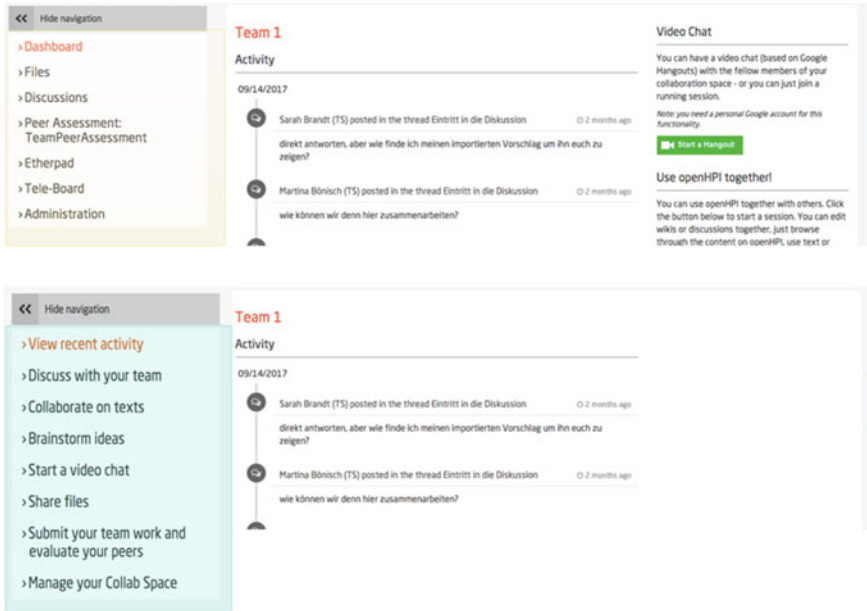 Hide navigation
› Dashboard
› Files
› Discussions
› Peer Assessment:
TeamPeerAssessment
› Etherpad
› Tele-Board
› Administration
Team 1
Activity
09/14/2017
Sarah Brandt (TS) posted in the thread Eintritt in die Diskussion 2 months ago
direkt antworten, aber wie finde ich meinen importierten Vorschlag um ihn euch zu
zeigen?
Martina Bönisch (TS) posted in the thread Eintritt in die Diskussion 2 months ago
wie können wir denn hier zusammenarbeiten?
Video Chat
You can have a video chat (based on Google
Hangouts) with the fellow members of your
collaboration space - or you can just join a
running session.
Note: you need a personal Google account for this
functionality.
Start a Hangout
Use openHPI together!
You can use openHPI together with others. Click
the button below to start a session. You can edit
wikis or discussions together, just browse
through the content on openHPI, use text or
Hide navigation
› View recent activity
› Discuss with your team
› Collaborate on texts
› Brainstorm ideas
› Start a video chat
› Share files
› Submit your team work and
evaluate your peers
› Manage your Collab Space
Team 1
Activity
09/14/2017
Sarah Brandt (TS) posted in the thread Eintritt in die Diskussion 2 months ago
direkt antworten, aber wie finde ich meinen importierten Vorschlag um ihn euch zu
zeigen?
Martina Bönisch (TS) posted in the thread Eintritt in die Diskussion 2 months ago
wie können wir denn hier zusammenarbeiten?